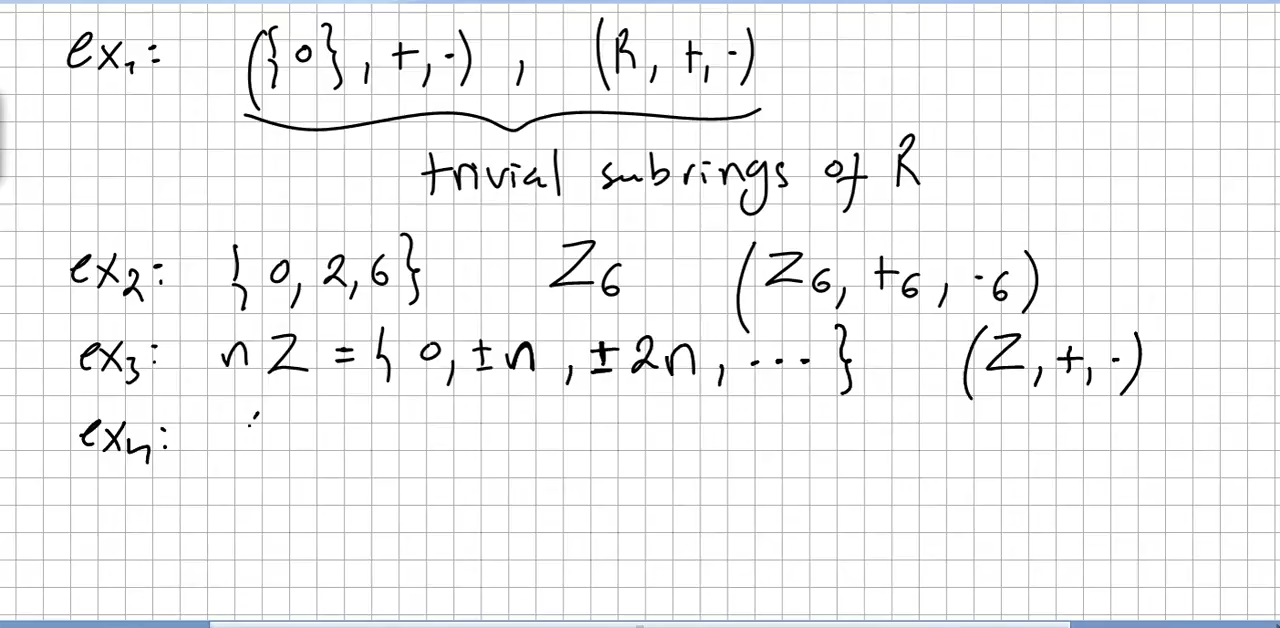 ex₁: ({0}, +, ·) , (R, +, ·)
trivial subrings of R
ex₂: {0, 2, 6} Z₆ (Z₆, +₆, ·₆)
ex₃: nZ = {0, ±n, ±2n, ...} (Z, +, ·)
ex₄: